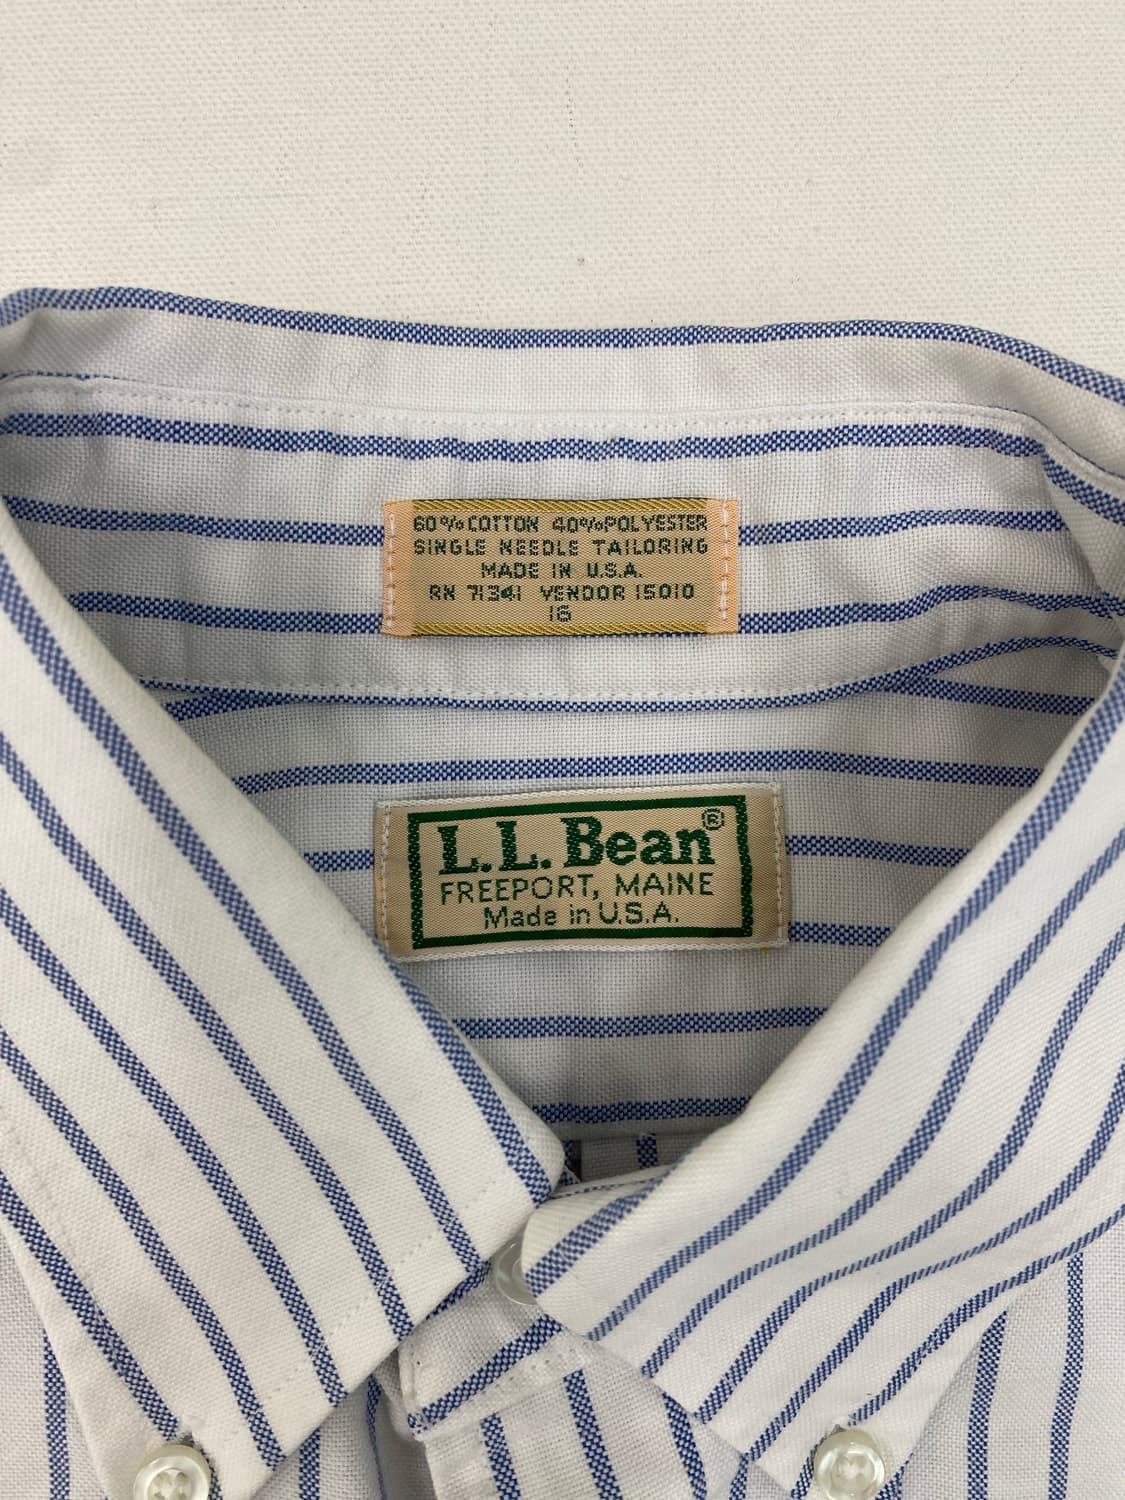 60% COTTON 40% POLYESTER
SINGLE NEEDLE TAILORING
MADE IN U.S.A.
RN 71341 VENDOR 15010
16
L.L.Bean®
FREEPORT, MAINE
Made in U.S.A.